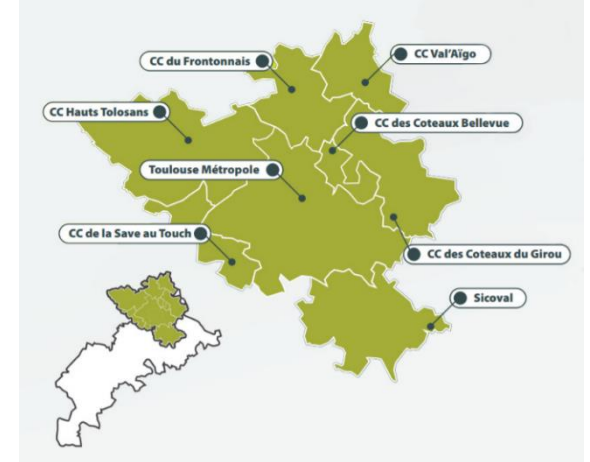 CC Val'Aïgo
CC du Frontonnais
CC Hauts Tolosans
CC des Coteaux Bellevue
Toulouse Métropole
CC de la Save au Touch
CC des Coteaux du Girou
Sicoval